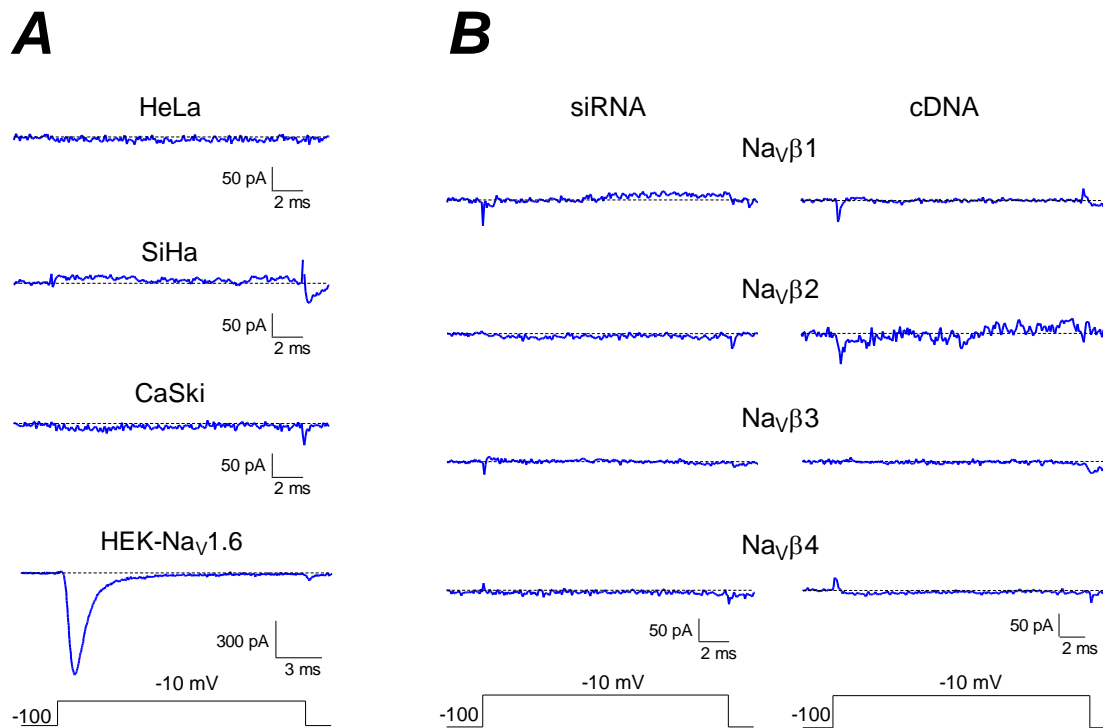 A
HeLa
50 pA
2 ms
SiHa
50 pA
2 ms
CaSki
50 pA
2 ms
HEK-NaV1.6
300 pA
3 ms
-10 mV
-100
B
siRNA cDNA
NaVβ1
NaVβ2
NaVβ3
NaVβ4
50 pA 50 pA
2 ms 2 ms
-10 mV -10 mV
-100 -100